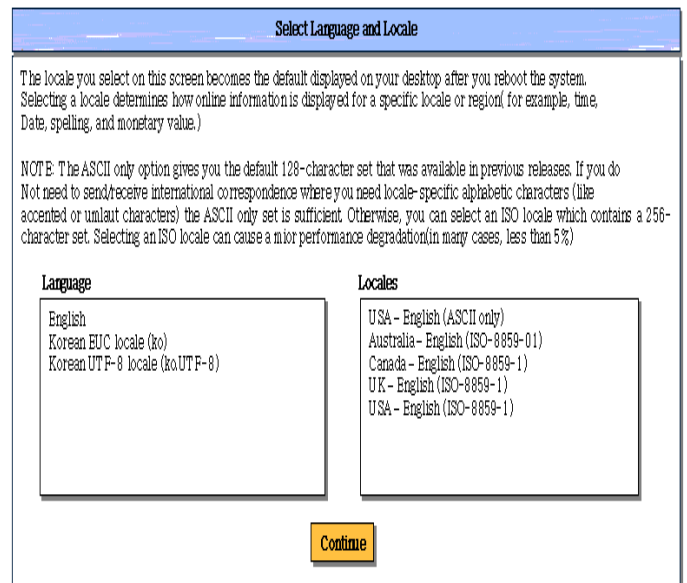 Select Language and Locale
The locale you select on this screen becomes the default displayed on your desktop after you reboot the system.
Selecting a locale determines how online information is displayed for a specific locale or region( for example, time,
Date, spelling, and monetary value.)
NOTE: The ASCII only option gives you the default 128-character set that was available in previous releases. If you do
Not need to send/receive international correspondence where you need locale-specific alphabetic characters (like
accented or umlaut characters) the ASCII only set is sufficient. Otherwise, you can select an ISO locale which contains a 256-
character set. Selecting an ISO locale can cause a mior performance degradation(in many cases, less than 5%)
Language
English
Korean EUC locale (ko)
Korean UTF-8 locale (ko.UTF-8)
Locales
USA - English (ASCII only)
Australia - English (ISO-8859-01)
Canada - English (ISO-8859-1)
UK - English (ISO-8859-1)
USA - English (ISO-8859-1)
Continue